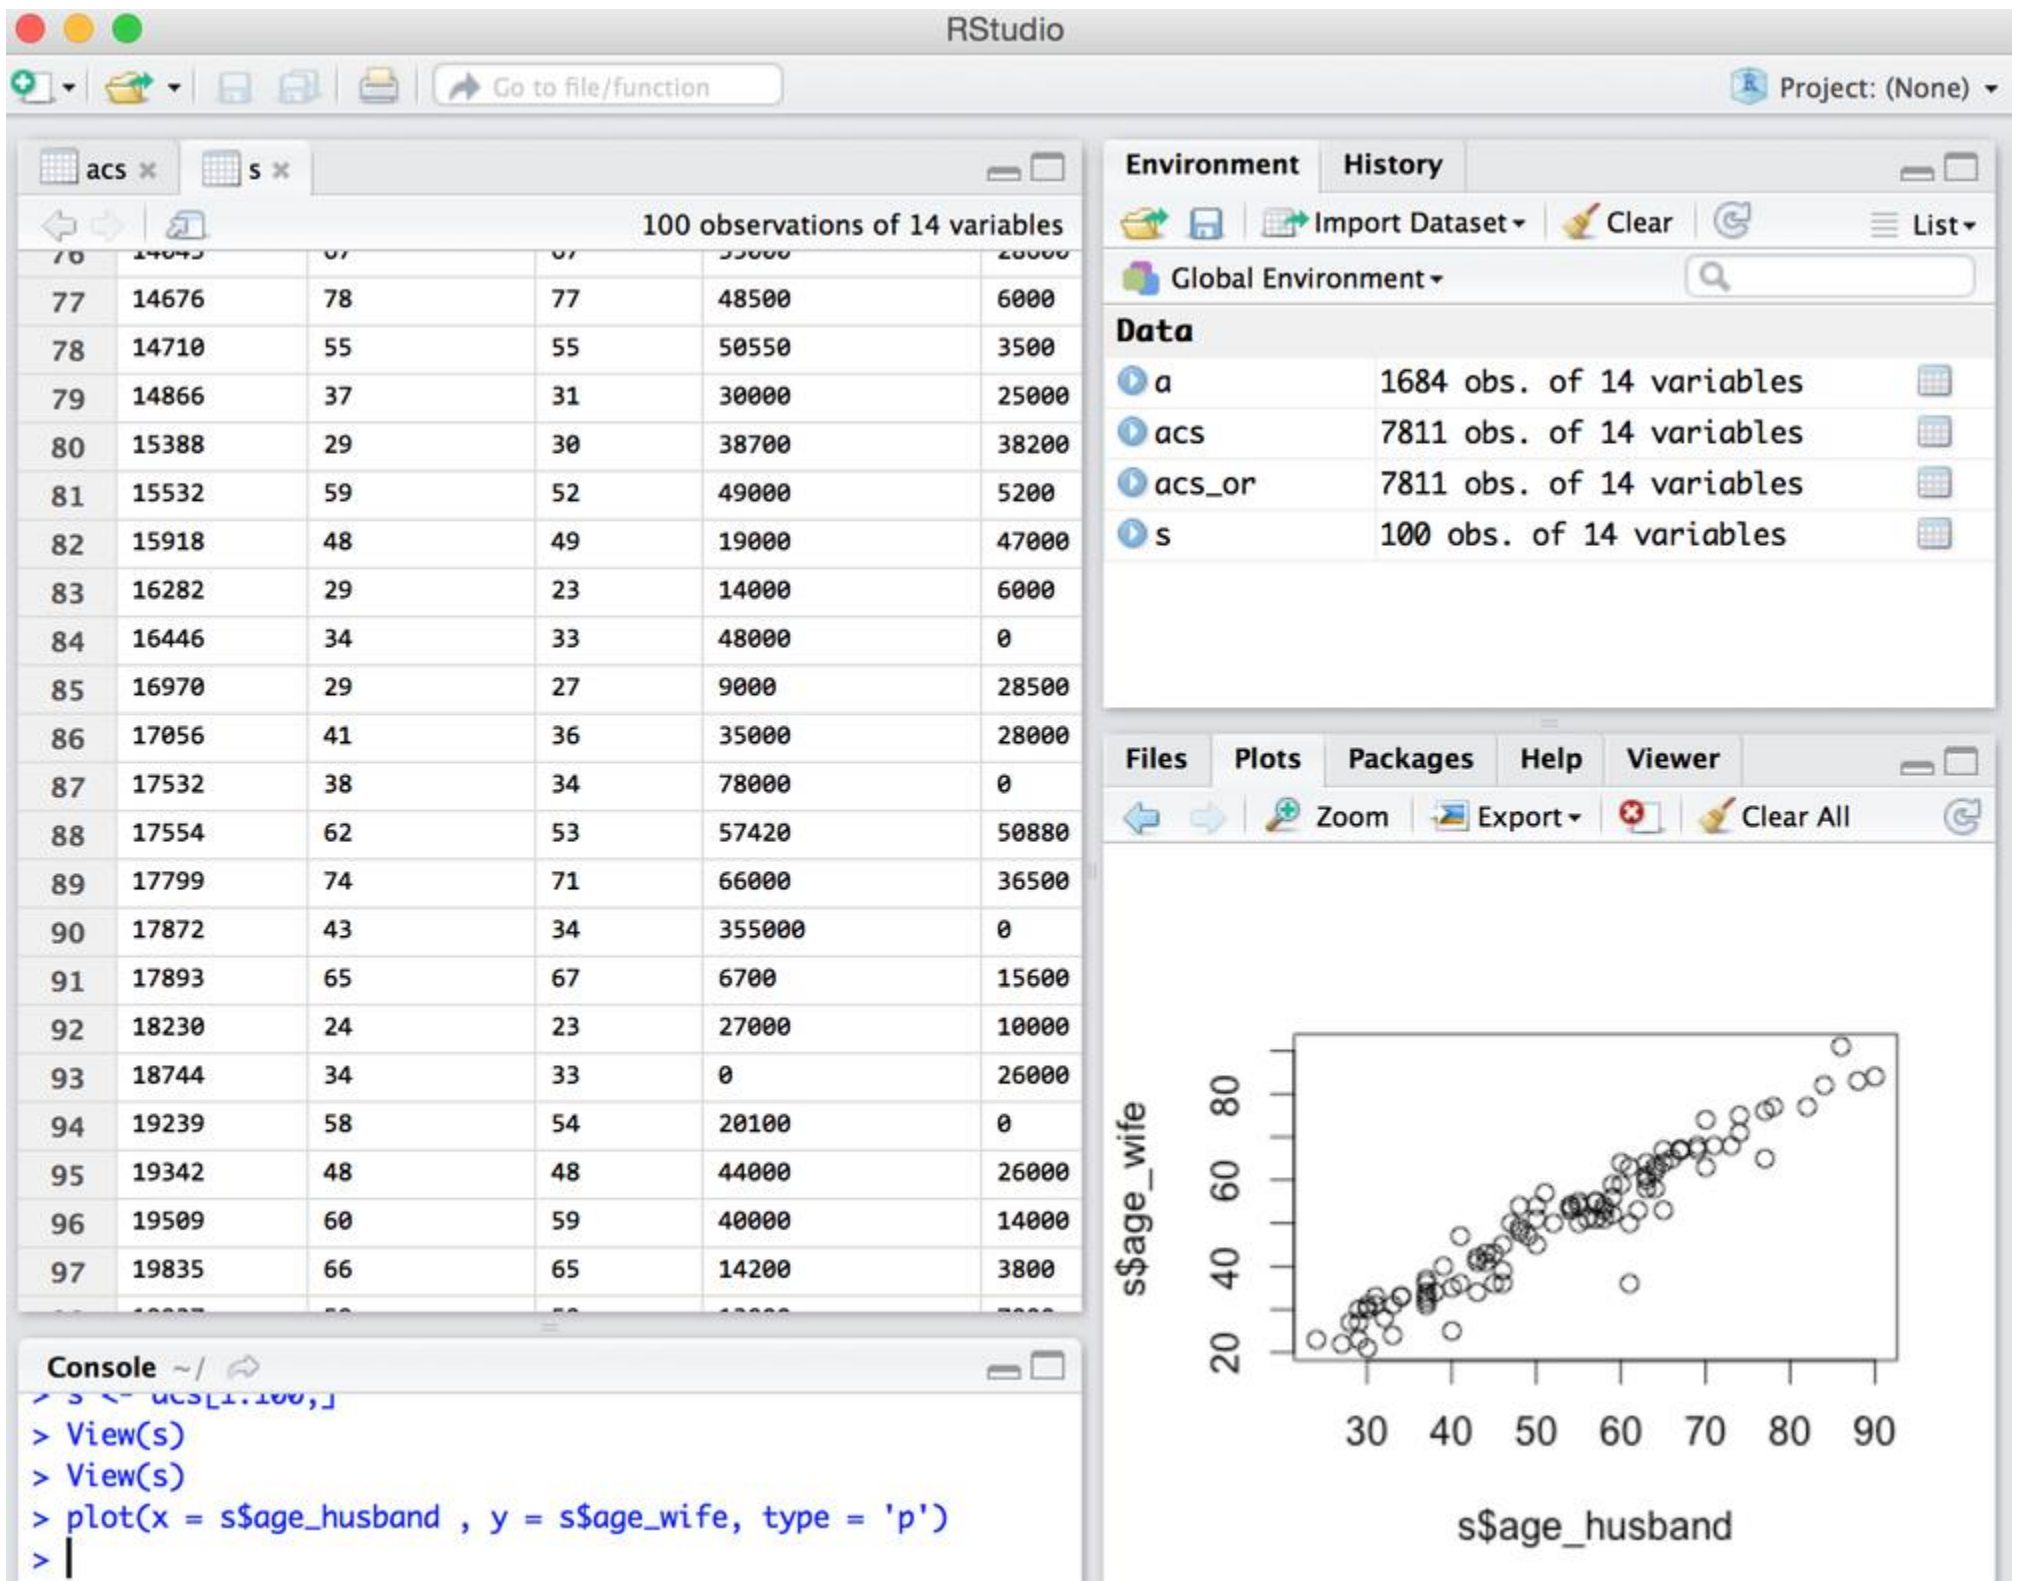 RStudio
Go to file/function
Project: (None)
acs
s
100 observations of 14 variables
77 14676 78 77 48500 6000
78 14710 55 55 50550 3500
79 14866 37 31 30000 25000
80 15388 29 30 38700 38200
81 15532 59 52 49000 5200
82 15918 48 49 19000 47000
83 16282 29 23 14000 6000
84 16446 34 33 48000 0
85 16970 29 27 9000 28500
86 17056 41 36 35000 28000
87 17532 38 34 78000 0
88 17554 62 53 57420 50880
89 17799 74 71 66000 36500
90 17872 43 34 355000 0
91 17893 65 67 6700 15600
92 18230 24 23 27000 10000
93 18744 34 33 0 26000
94 19239 58 54 20100 0
95 19342 48 48 44000 26000
96 19509 60 59 40000 14000
97 19835 66 65 14200 3800
Console ~/
> s <- acs[1:100,]
> View(s)
> View(s)
> plot(x = s$age_husband , y = s$age_wife, type = 'p')
>
Environment History
Import Dataset Clear List
Global Environment
Data
a 1684 obs. of 14 variables
acs 7811 obs. of 14 variables
acs_or 7811 obs. of 14 variables
s 100 obs. of 14 variables
Files Plots Packages Help Viewer
Zoom Export Clear All
s$age_wife
80
60
40
20
30 40 50 60 70 80 90
s$age_husband